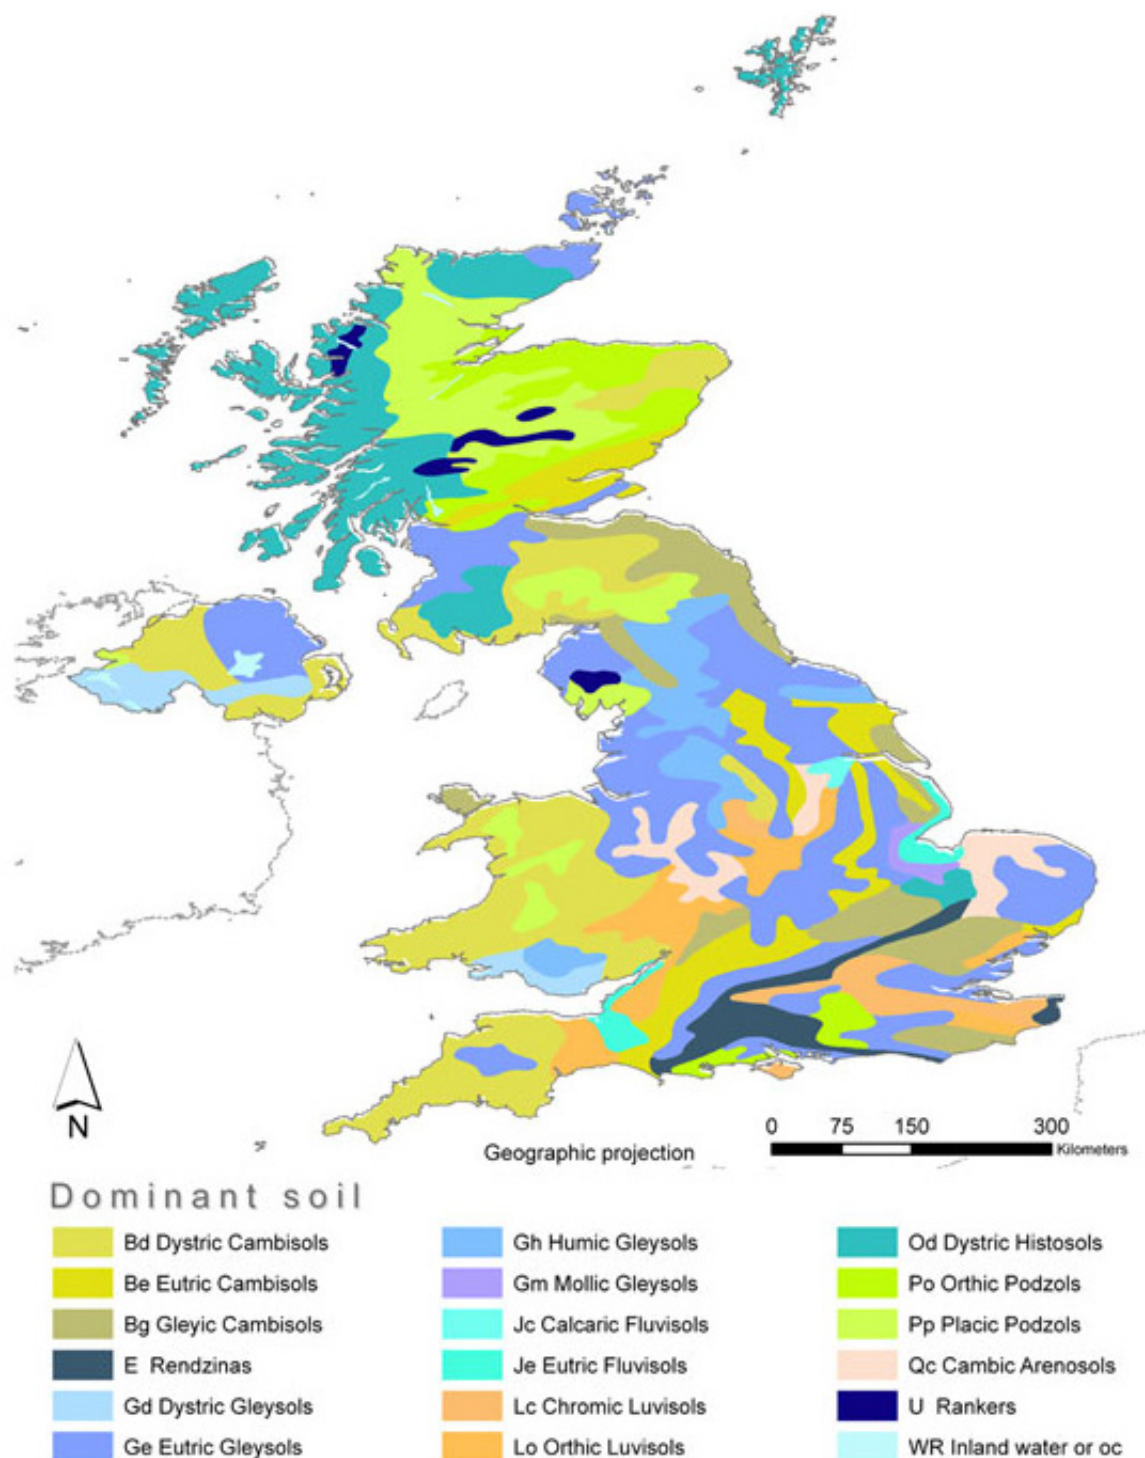 N
Geographic projection
0 75 150 300
Kilometers
Dominant soil
Bd Dystric Cambisols
Be Eutric Cambisols
Bg Gleyic Cambisols
E Rendzinas
Gd Dystric Gleysols
Ge Eutric Gleysols
Gh Humic Gleysols
Gm Mollic Gleysols
Jc Calcaric Fluvisols
Je Eutric Fluvisols
Lc Chromic Luvisols
Lo Orthic Luvisols
Od Dystric Histosols
Po Orthic Podzols
Pp Placic Podzols
Qc Cambic Arenosols
U Rankers
WR Inland water or oc